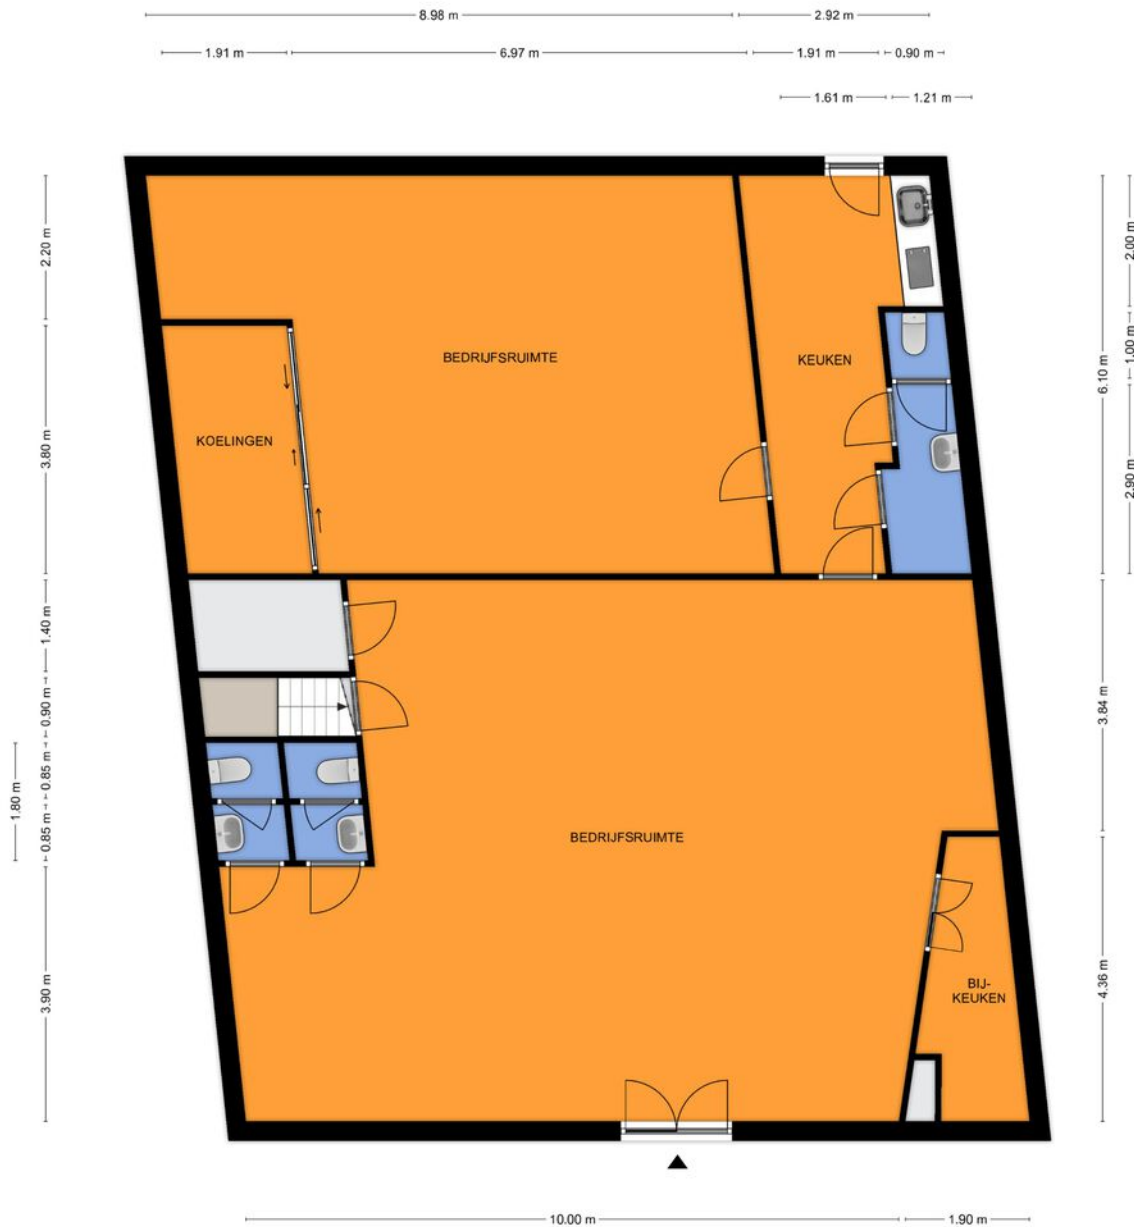 8.98 m
2.92 m
1.91 m
6.97 m
1.91 m
0.90 m
1.61 m
1.21 m
2.20 m
3.80 m
1.40 m
0.90 m
0.85 m
0.85 m
1.80 m
3.90 m
BEDRIJFSRUIMTE
KEUKEN
KOELINGEN
BEDRIJFSRUIMTE
BIJ-
KEUKEN
2.00 m
1.00 m
6.10 m
2.90 m
3.84 m
4.36 m
10.00 m
1.90 m